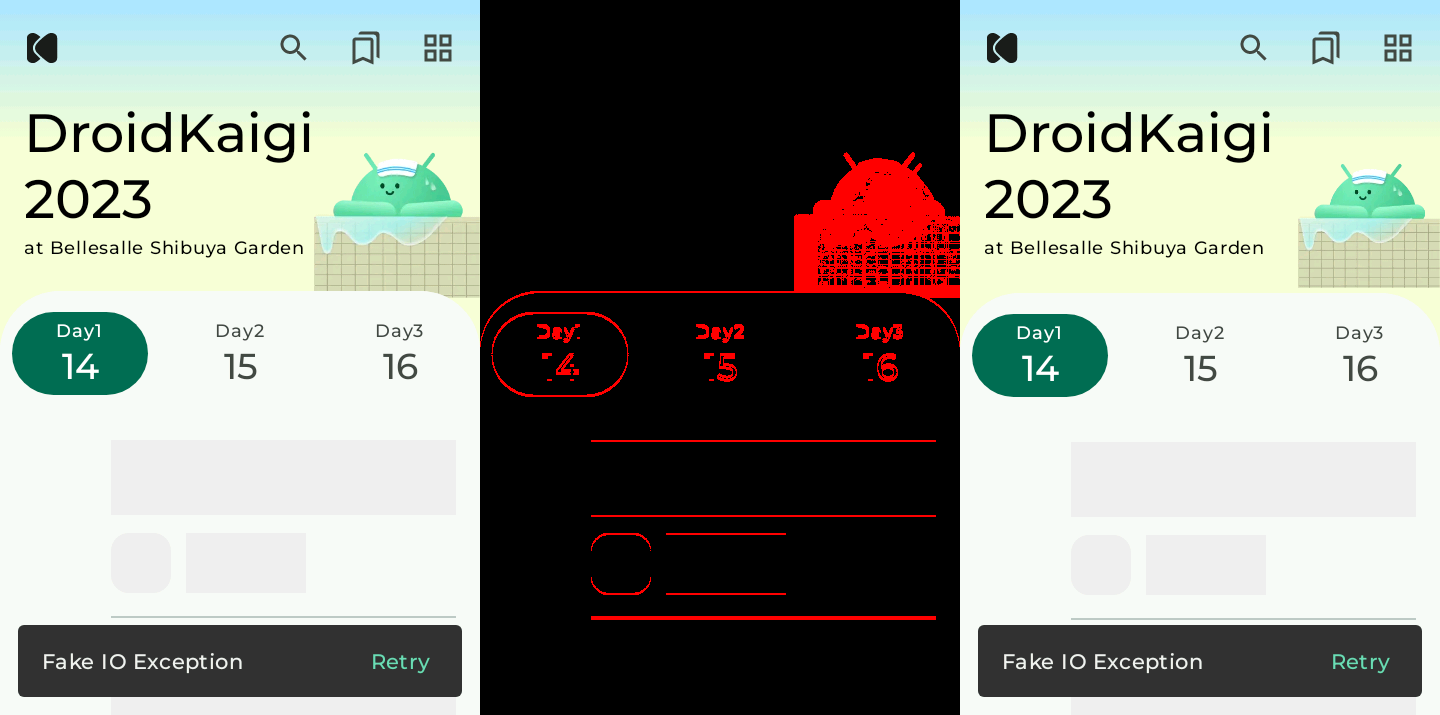 DroidKaigi
2023
at Bellesalle Shibuya Garden
Day1 Day2 Day3
14 15 16
Fake IO Exception Retry
Day1 Day2 Day3
14 15 16
DroidKaigi
2023
at Bellesalle Shibuya Garden
Day1 Day2 Day3
14 15 16
Fake IO Exception Retry